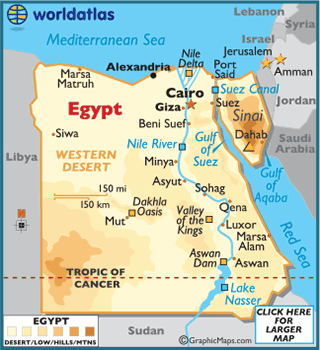 worldatlas
Lebanon
Syria
Mediterranean Sea
Israel
Jerusalem
Nile
Delta
Port
Said
Amman
Marsa
Matruh
Alexandria
Cairo
Suez Canal
Jordan
Egypt
Giza
Suez
Sinai
Siwa
Beni Suef
Dahab
Saudi
Arabia
Libya
WESTERN
DESERT
Nile River
Gulf
of
Suez
Minya
Gulf
of
Aqaba
Asyut
Sohag
150 mi
150 km
Dakhla
Oasis
Qena
Mut
Valley
of the
Kings
Luxor
Marsa
Alam
Red Sea
Aswan
Dam
Aswan
TROPIC OF
CANCER
Lake
Nasser
EGYPT
DESERT/LOW/HILLS/MTNS
Sudan
CLICK HERE
FOR
LARGER
MAP
©GraphicMaps.com